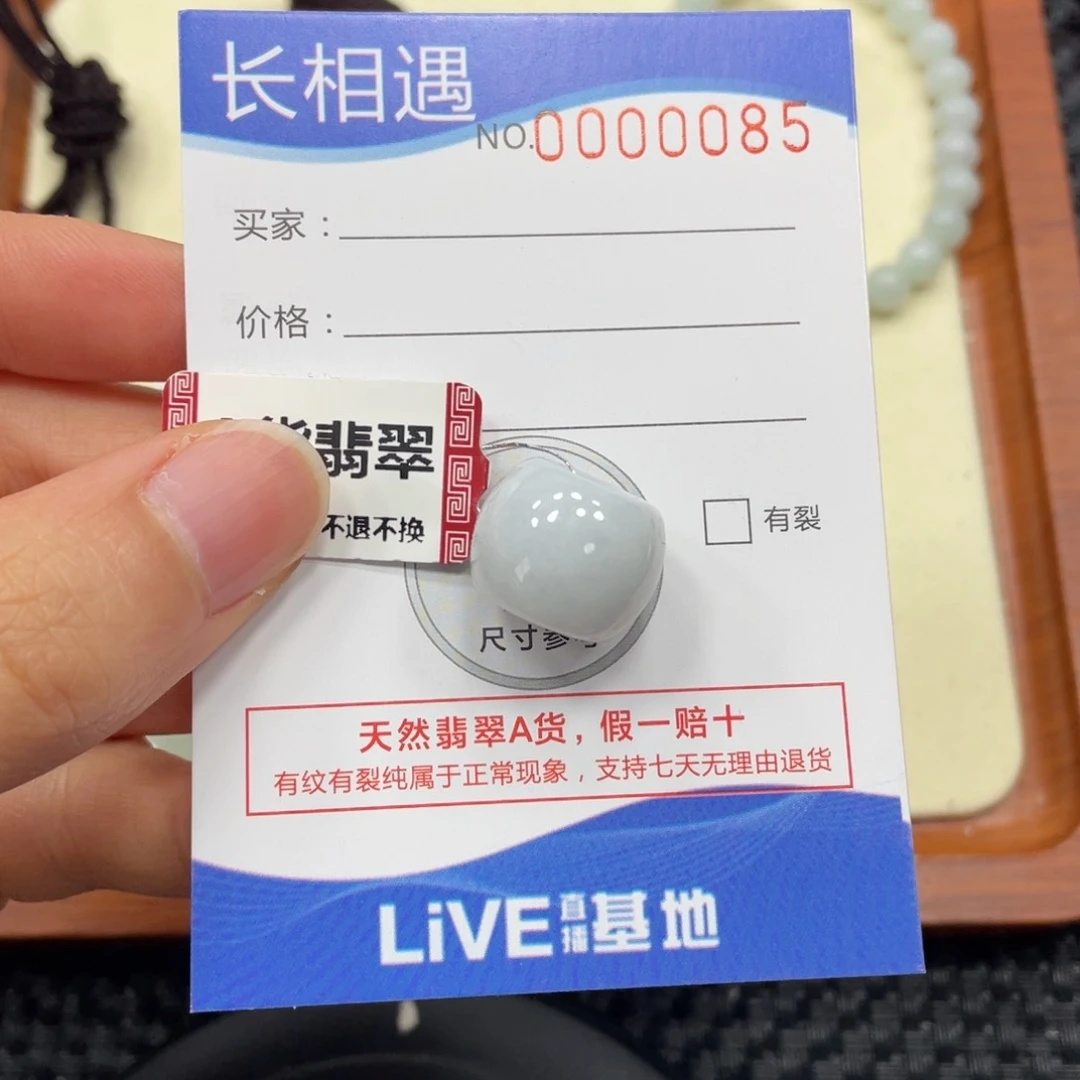 长相遇
NO.0000085
买家：
价格：
货翡翠
不退不换
有裂
尺寸参考
天然翡翠A货，假一赔十
有纹有裂纯属于正常现象，支持七天无理由退货
LiVE直播基地